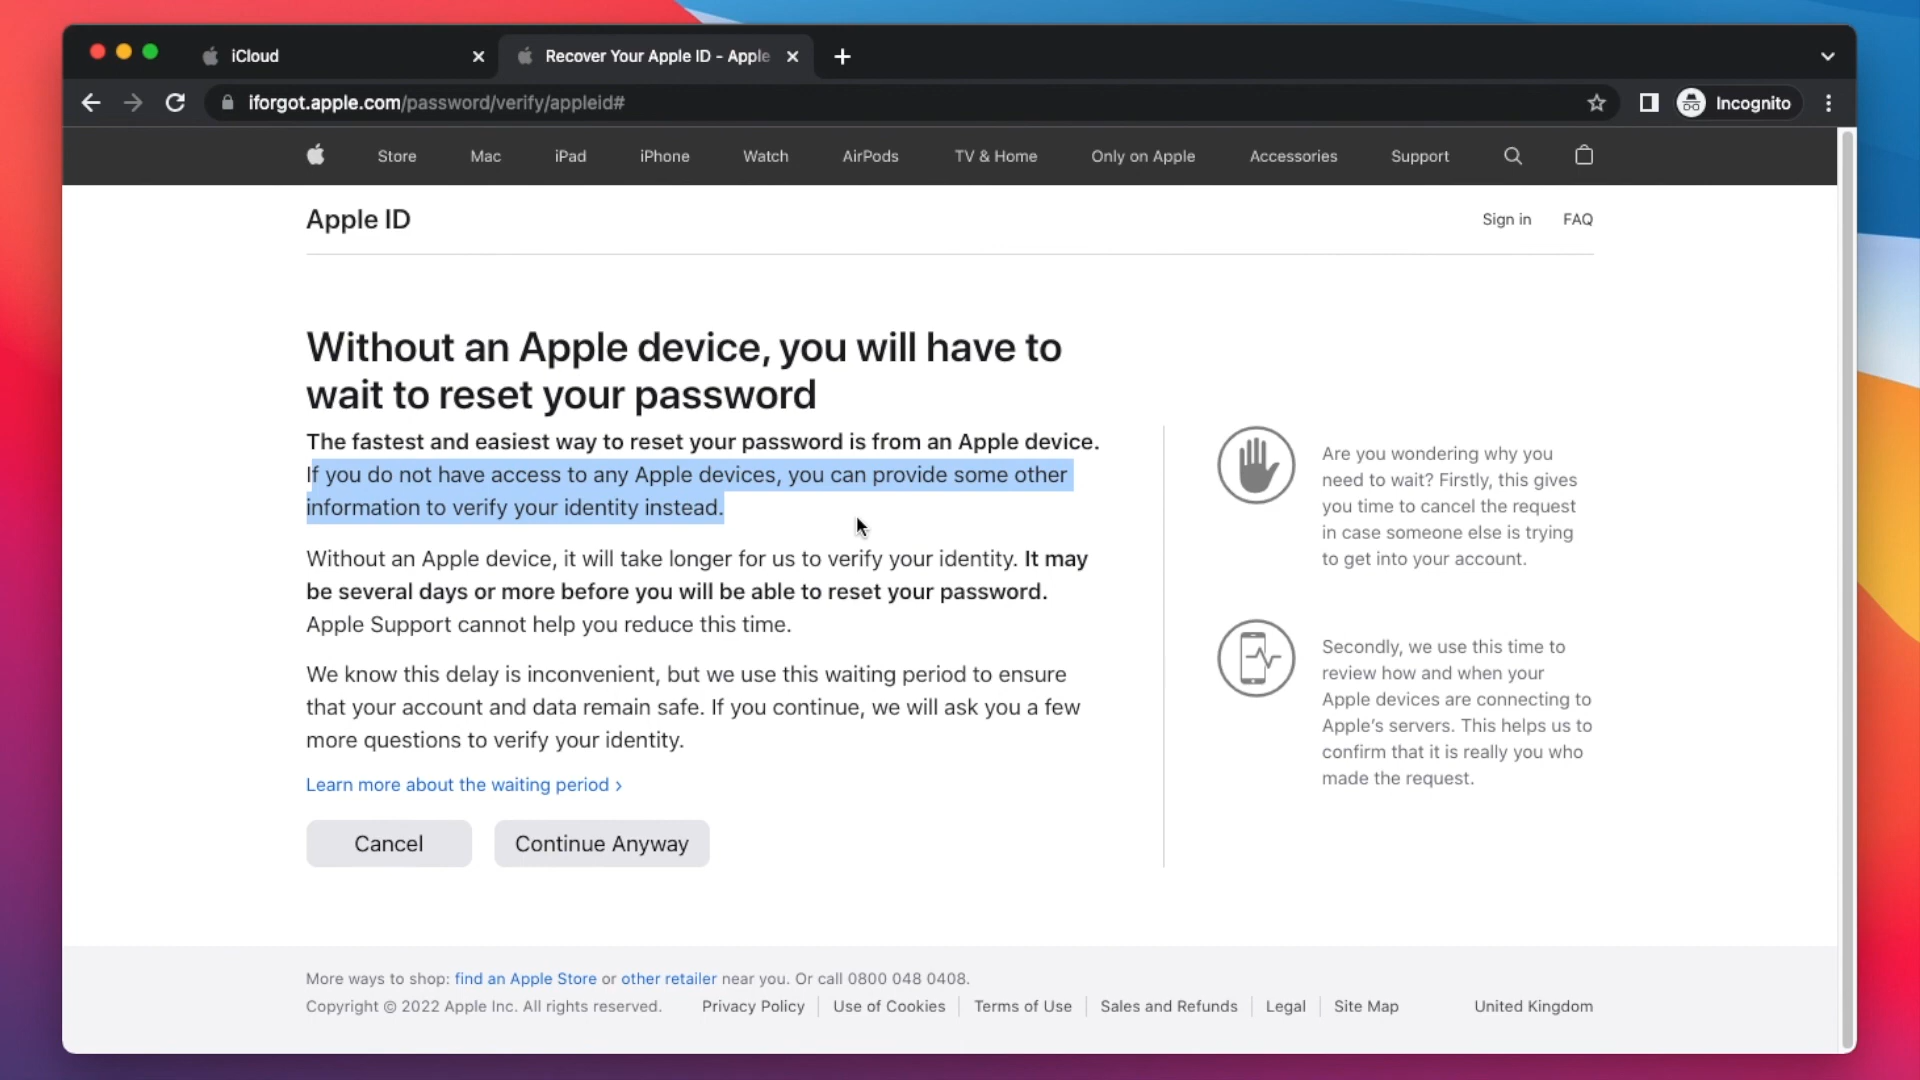 iCloud
Recover Your Apple ID - Apple
iforgot.apple.com/password/verify/appleid#
Incognito
Store Mac iPad iPhone Watch AirPods TV & Home Only on Apple Accessories Support
Apple ID
Sign in FAQ
Without an Apple device, you will have to
wait to reset your password
The fastest and easiest way to reset your password is from an Apple device.
If you do not have access to any Apple devices, you can provide some other
information to verify your identity instead.
Without an Apple device, it will take longer for us to verify your identity. It may
be several days or more before you will be able to reset your password.
Apple Support cannot help you reduce this time.
We know this delay is inconvenient, but we use this waiting period to ensure
that your account and data remain safe. If you continue, we will ask you a few
more questions to verify your identity.
Learn more about the waiting period ›
Cancel Continue Anyway
Are you wondering why you
need to wait? Firstly, this gives
you time to cancel the request
in case someone else is trying
to get into your account.
Secondly, we use this time to
review how and when your
Apple devices are connecting to
Apple's servers. This helps us to
confirm that it is really you who
made the request.
More ways to shop: find an Apple Store or other retailer near you. Or call 0800 048 0408.
Copyright © 2022 Apple Inc. All rights reserved. Privacy Policy Use of Cookies Terms of Use Sales and Refunds Legal Site Map United Kingdom